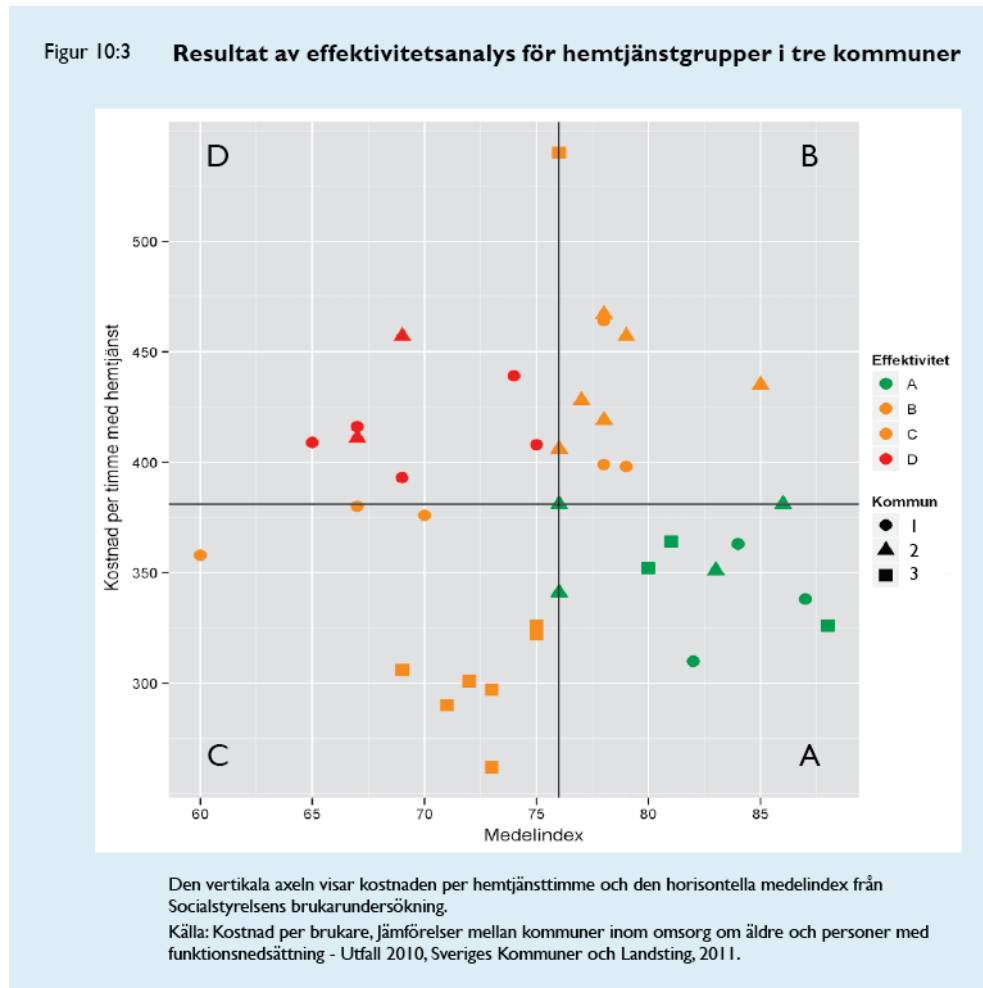 Figur 10:3 Resultat av effektivitetsanalys för hemtjänstgrupper i tre kommuner
D
B
500
450
400
350
300
Kostnad per timme med hemtjänst
C
A
60 65 70 75 80 85
Medelindex
Effektivitet
A
B
C
D
Kommun
1
2
3
Den vertikala axeln visar kostnaden per hemtjänsttimme och den horisontella medelindex från
Socialstyrelsens brukarundersökning.
Källa: Kostnad per brukare, Jämförelser mellan kommuner inom omsorg om äldre och personer med
funktionsnedsättning - Utfall 2010, Sveriges Kommuner och Landsting, 2011.